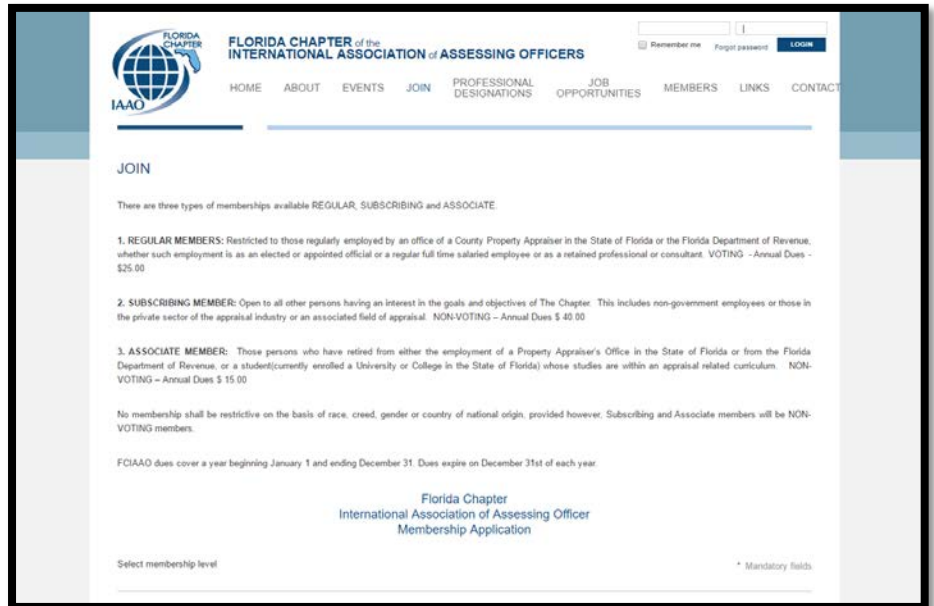 FLORIDA
CHAPTER
IAAO
FLORIDA CHAPTER of the
INTERNATIONAL ASSOCIATION of ASSESSING OFFICERS
Remember me Forgot password LOGIN
HOME ABOUT EVENTS JOIN PROFESSIONAL DESIGNATIONS JOB OPPORTUNITIES MEMBERS LINKS CONTACT
JOIN
There are three types of memberships available REGULAR, SUBSCRIBING and ASSOCIATE.
1. REGULAR MEMBERS: Restricted to those regularly employed by an office of a County Property Appraiser in the State of Florida or the Florida Department of Revenue,
whether such employment is as an elected or appointed official or a regular full time salaried employee or as a retained professional or consultant. VOTING - Annual Dues -
$25.00
2. SUBSCRIBING MEMBER: Open to all other persons having an interest in the goals and objectives of The Chapter. This includes non-government employees or those in
the private sector of the appraisal industry or an associated field of appraisal. NON-VOTING – Annual Dues $ 40.00
3. ASSOCIATE MEMBER: Those persons who have retired from either the employment of a Property Appraiser's Office in the State of Florida or from the Florida
Department of Revenue, or a student(currently enrolled a University or College in the State of Florida) whose studies are within an appraisal related curriculum. NON-
VOTING – Annual Dues $ 15.00
No membership shall be restrictive on the basis of race, creed, gender or country of national origin, provided however, Subscribing and Associate members will be NON-
VOTING members.
FCIAAO dues cover a year beginning January 1 and ending December 31. Dues expire on December 31st of each year.
Florida Chapter
International Association of Assessing Officer
Membership Application
Select membership level * Mandatory fields